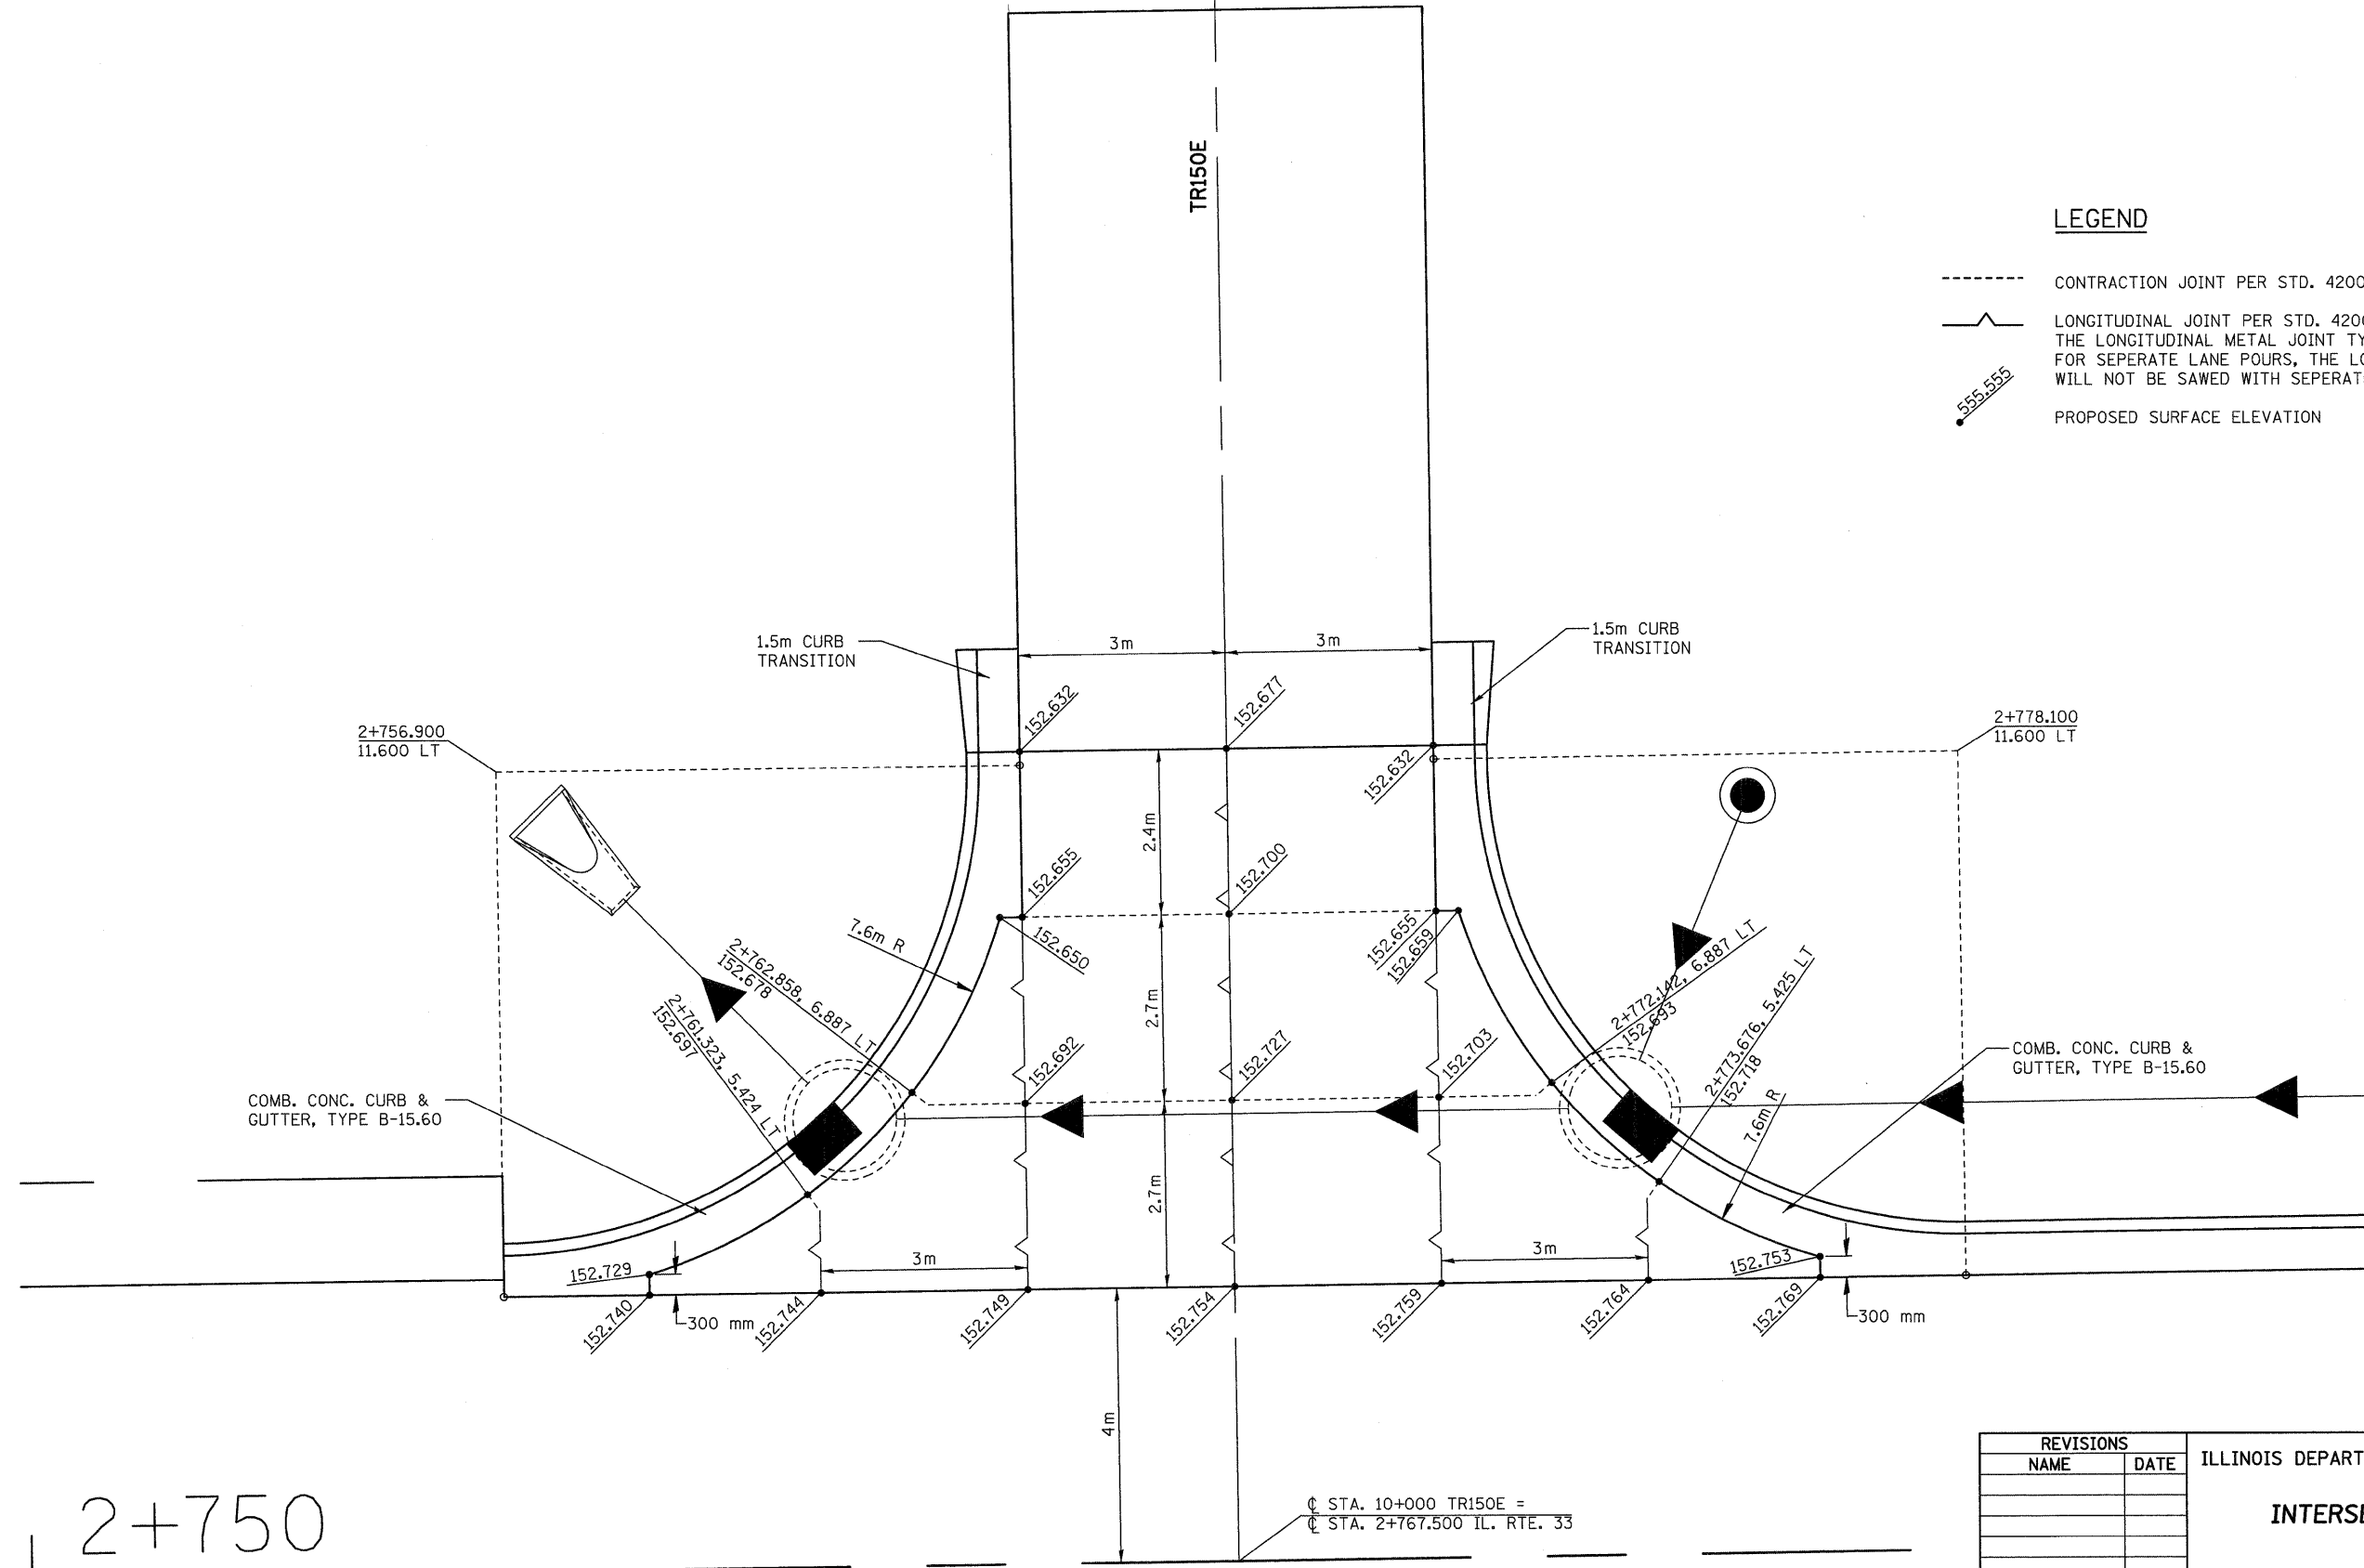 TR150E
LEGEND
CONTRACTION JOINT PER STD. 4200
LONGITUDINAL JOINT PER STD. 420
THE LONGITUDINAL METAL JOINT TY
FOR SEPERATE LANE POURS, THE L
WILL NOT BE SAWED WITH SEPERAT
555.555
PROPOSED SURFACE ELEVATION
1.5m CURB
TRANSITION
3m
3m
1.5m CURB
TRANSITION
152.632
152.677
152.632
2+756.900
11.600 LT
2+778.100
11.600 LT
2.4m
152.655
152.700
152.655
152.659
152.650
7.6m R
2+762.858, 6.887 LT
152.678
2+761.323, 5.424 LT
152.697
2+772.142, 6.887 LT
152.693
2+773.676, 5.425 LT
152.718
7.6m R
2.7m
152.692
152.727
152.703
COMB. CONC. CURB &
GUTTER, TYPE B-15.60
COMB. CONC. CURB &
GUTTER, TYPE B-15.60
2.7m
3m
3m
152.729
152.753
152.740
300 mm
152.744
152.749
152.754
152.759
152.764
152.769
300 mm
4m
2+750
℄ STA. 10+000 TR150E =
℄ STA. 2+767.500 IL. RTE. 33
REVISIONS
NAME DATE
ILLINOIS DEPART
INTERSE